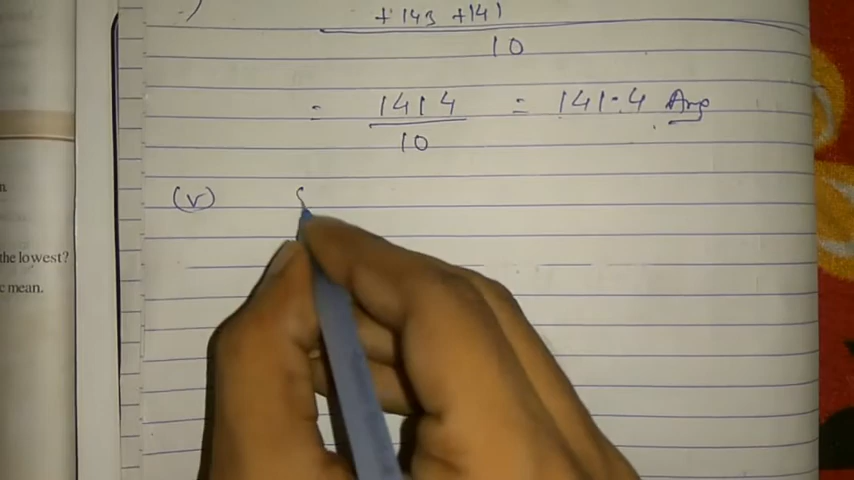 +143 +141
10
= 1414 = 141.4 Ans
10
(v)
the lowest?
c mean.